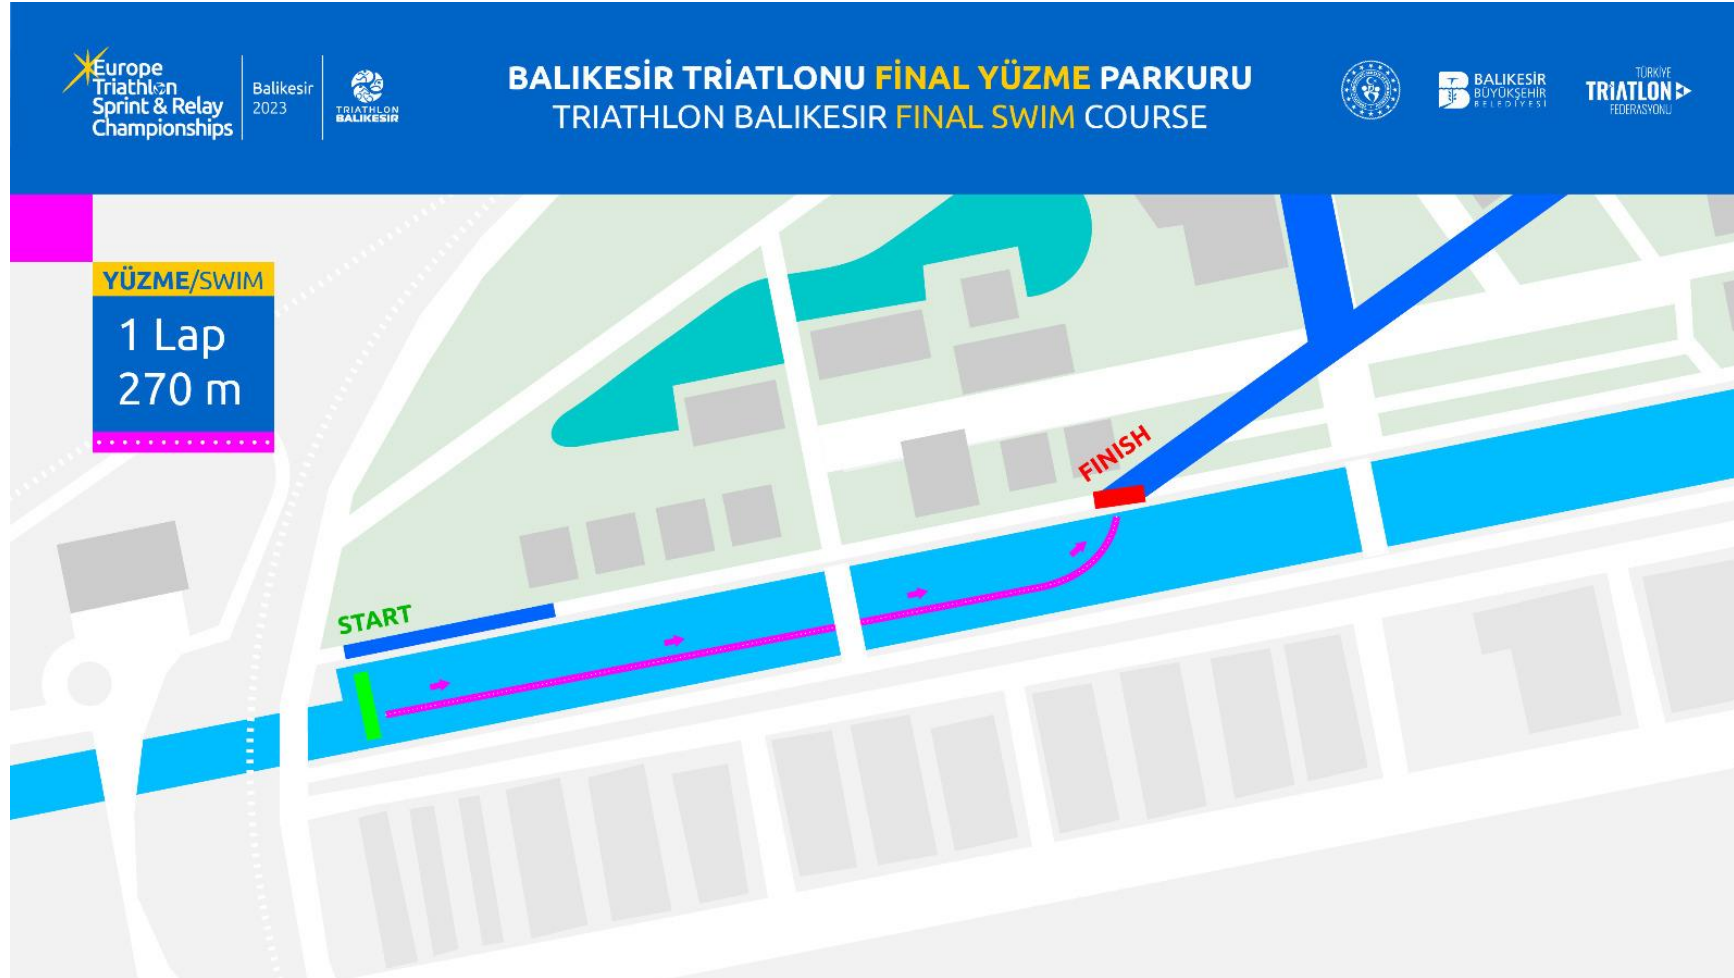 Europe
Triathlon
Sprint & Relay
Championships
Balikesir
2023
TRIATHLON
BALIKESIR
BALIKESİR TRİATLONU FİNAL YÜZME PARKURU
TRIATHLON BALIKESIR FINAL SWIM COURSE
BALIKESİR
BÜYÜKŞEHİR
BELEDİYESİ
TÜRKİYE
TRIATLON
FEDERASYONU
YÜZME/SWIM
1 Lap
270 m
START
FINISH